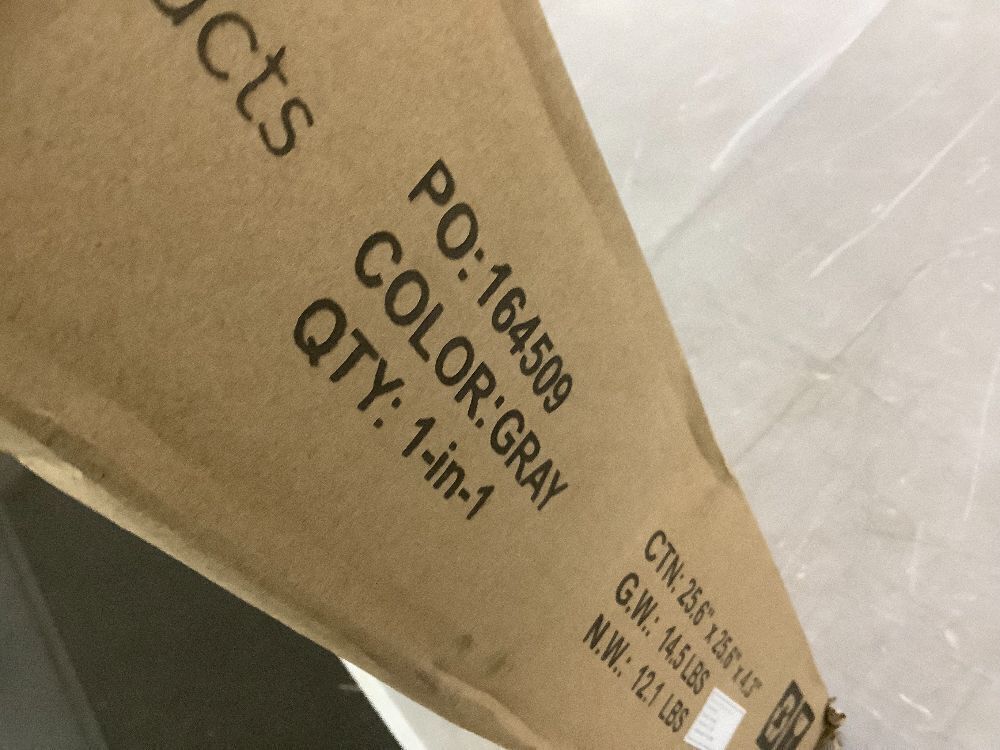 ucts
PO: 164509
COLOR: GRAY
QTY: 1-in-1
CTN: 25.6" x 25.6" x 4.3"
G.W.: 14.5 LBS
N.W.: 12.1 LBS